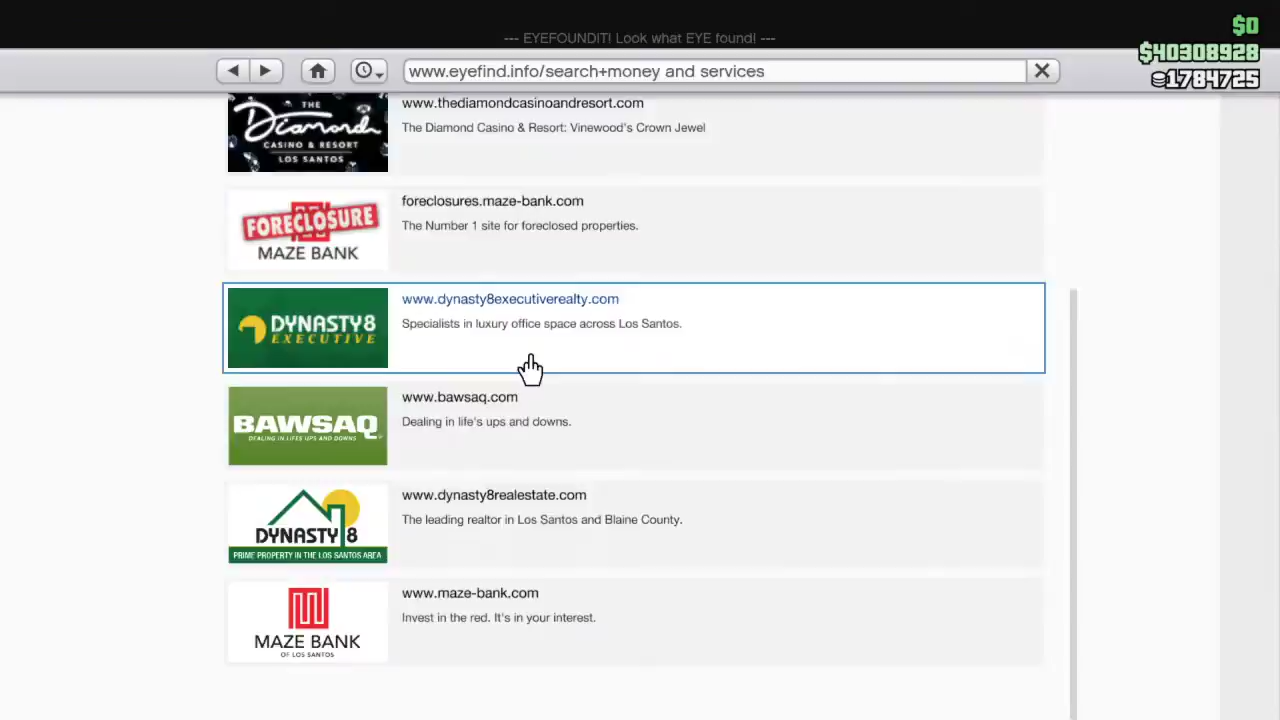 --- EYEFOUNDIT! Look what EYE found! ---
$0
$40308928
1784725
www.eyefind.info/search+money and services
THE
Diamond
CASINO & RESORT
LOS SANTOS
www.thediamondcasinoandresort.com
The Diamond Casino & Resort: Vinewood's Crown Jewel
FORECLOSURE
MAZE BANK
foreclosures.maze-bank.com
The Number 1 site for foreclosed properties.
DYNASTY8
EXECUTIVE
www.dynasty8executiverealty.com
Specialists in luxury office space across Los Santos.
BAWSAQ
DEALING IN LIFES UPS AND DOWNS
www.bawsaq.com
Dealing in life's ups and downs.
DYNASTY 8
PRIME PROPERTY IN THE LOS SANTOS AREA
www.dynasty8realestate.com
The leading realtor in Los Santos and Blaine County.
MAZE BANK
OF LOS SANTOS
www.maze-bank.com
Invest in the red. It's in your interest.